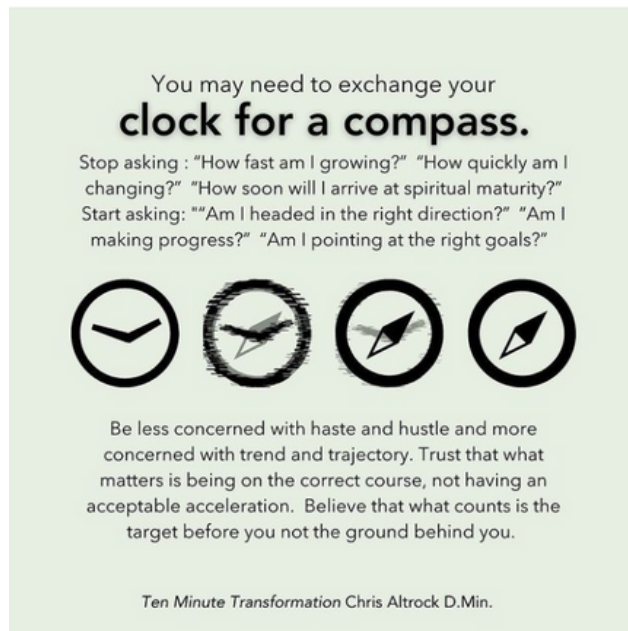 You may need to exchange your
clock for a compass.
Stop asking : "How fast am I growing?" "How quickly am I
changing?" "How soon will I arrive at spiritual maturity?"
Start asking: ""Am I headed in the right direction?" "Am I
making progress?" "Am I pointing at the right goals?"
Be less concerned with haste and hustle and more
concerned with trend and trajectory. Trust that what
matters is being on the correct course, not having an
acceptable acceleration. Believe that what counts is the
target before you not the ground behind you.
Ten Minute Transformation Chris Altrock D.Min.